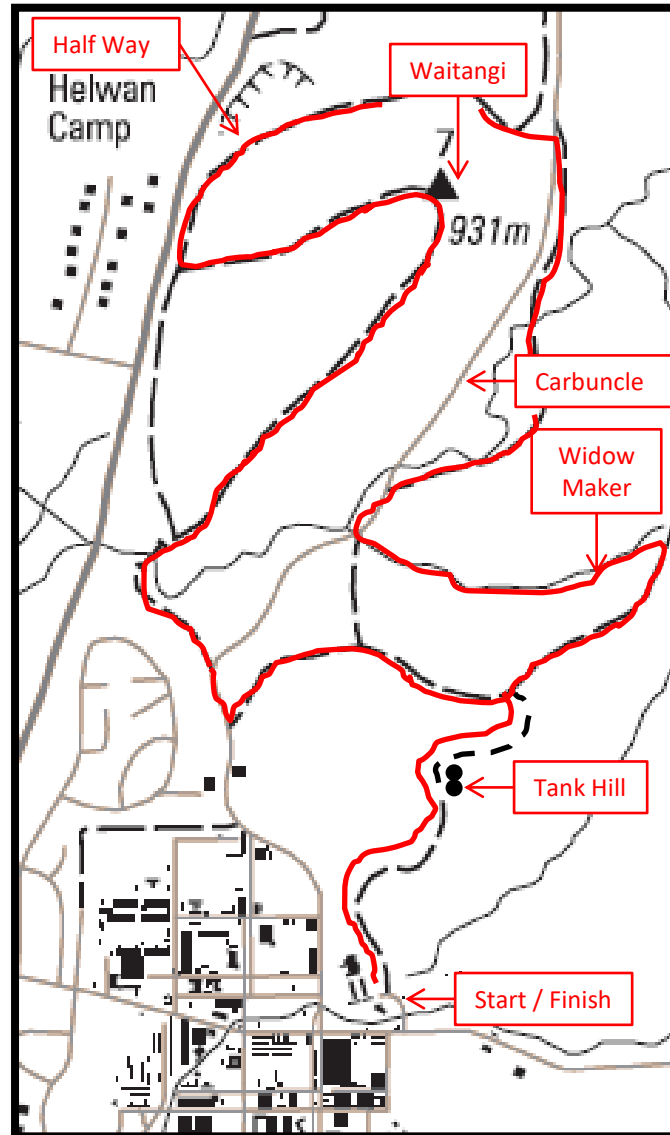 Half Way
Waitangi
Helwan
Camp
7
931m
Carbuncle
Widow
Maker
Tank Hill
Start / Finish